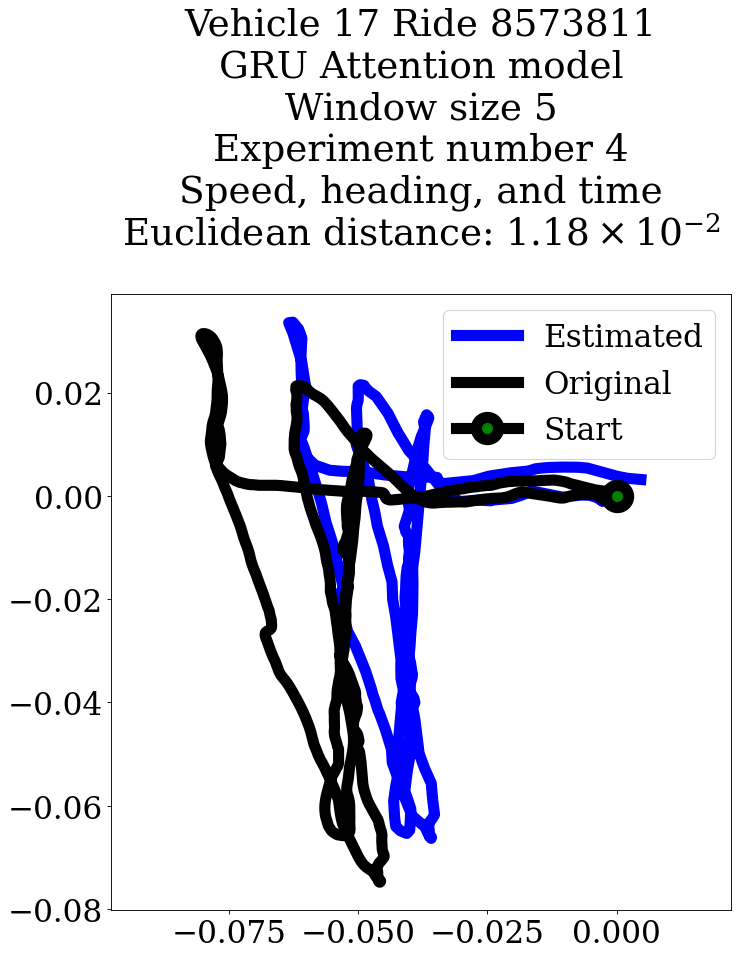 Vehicle 17 Ride 8573811
GRU Attention model
Window size 5
Experiment number 4
Speed, heading, and time
Euclidean distance: 1.18 × 10⁻²
Estimated
Original
Start
0.02
0.00
−0.02
−0.04
−0.06
−0.08
−0.075 −0.050 −0.025 0.000